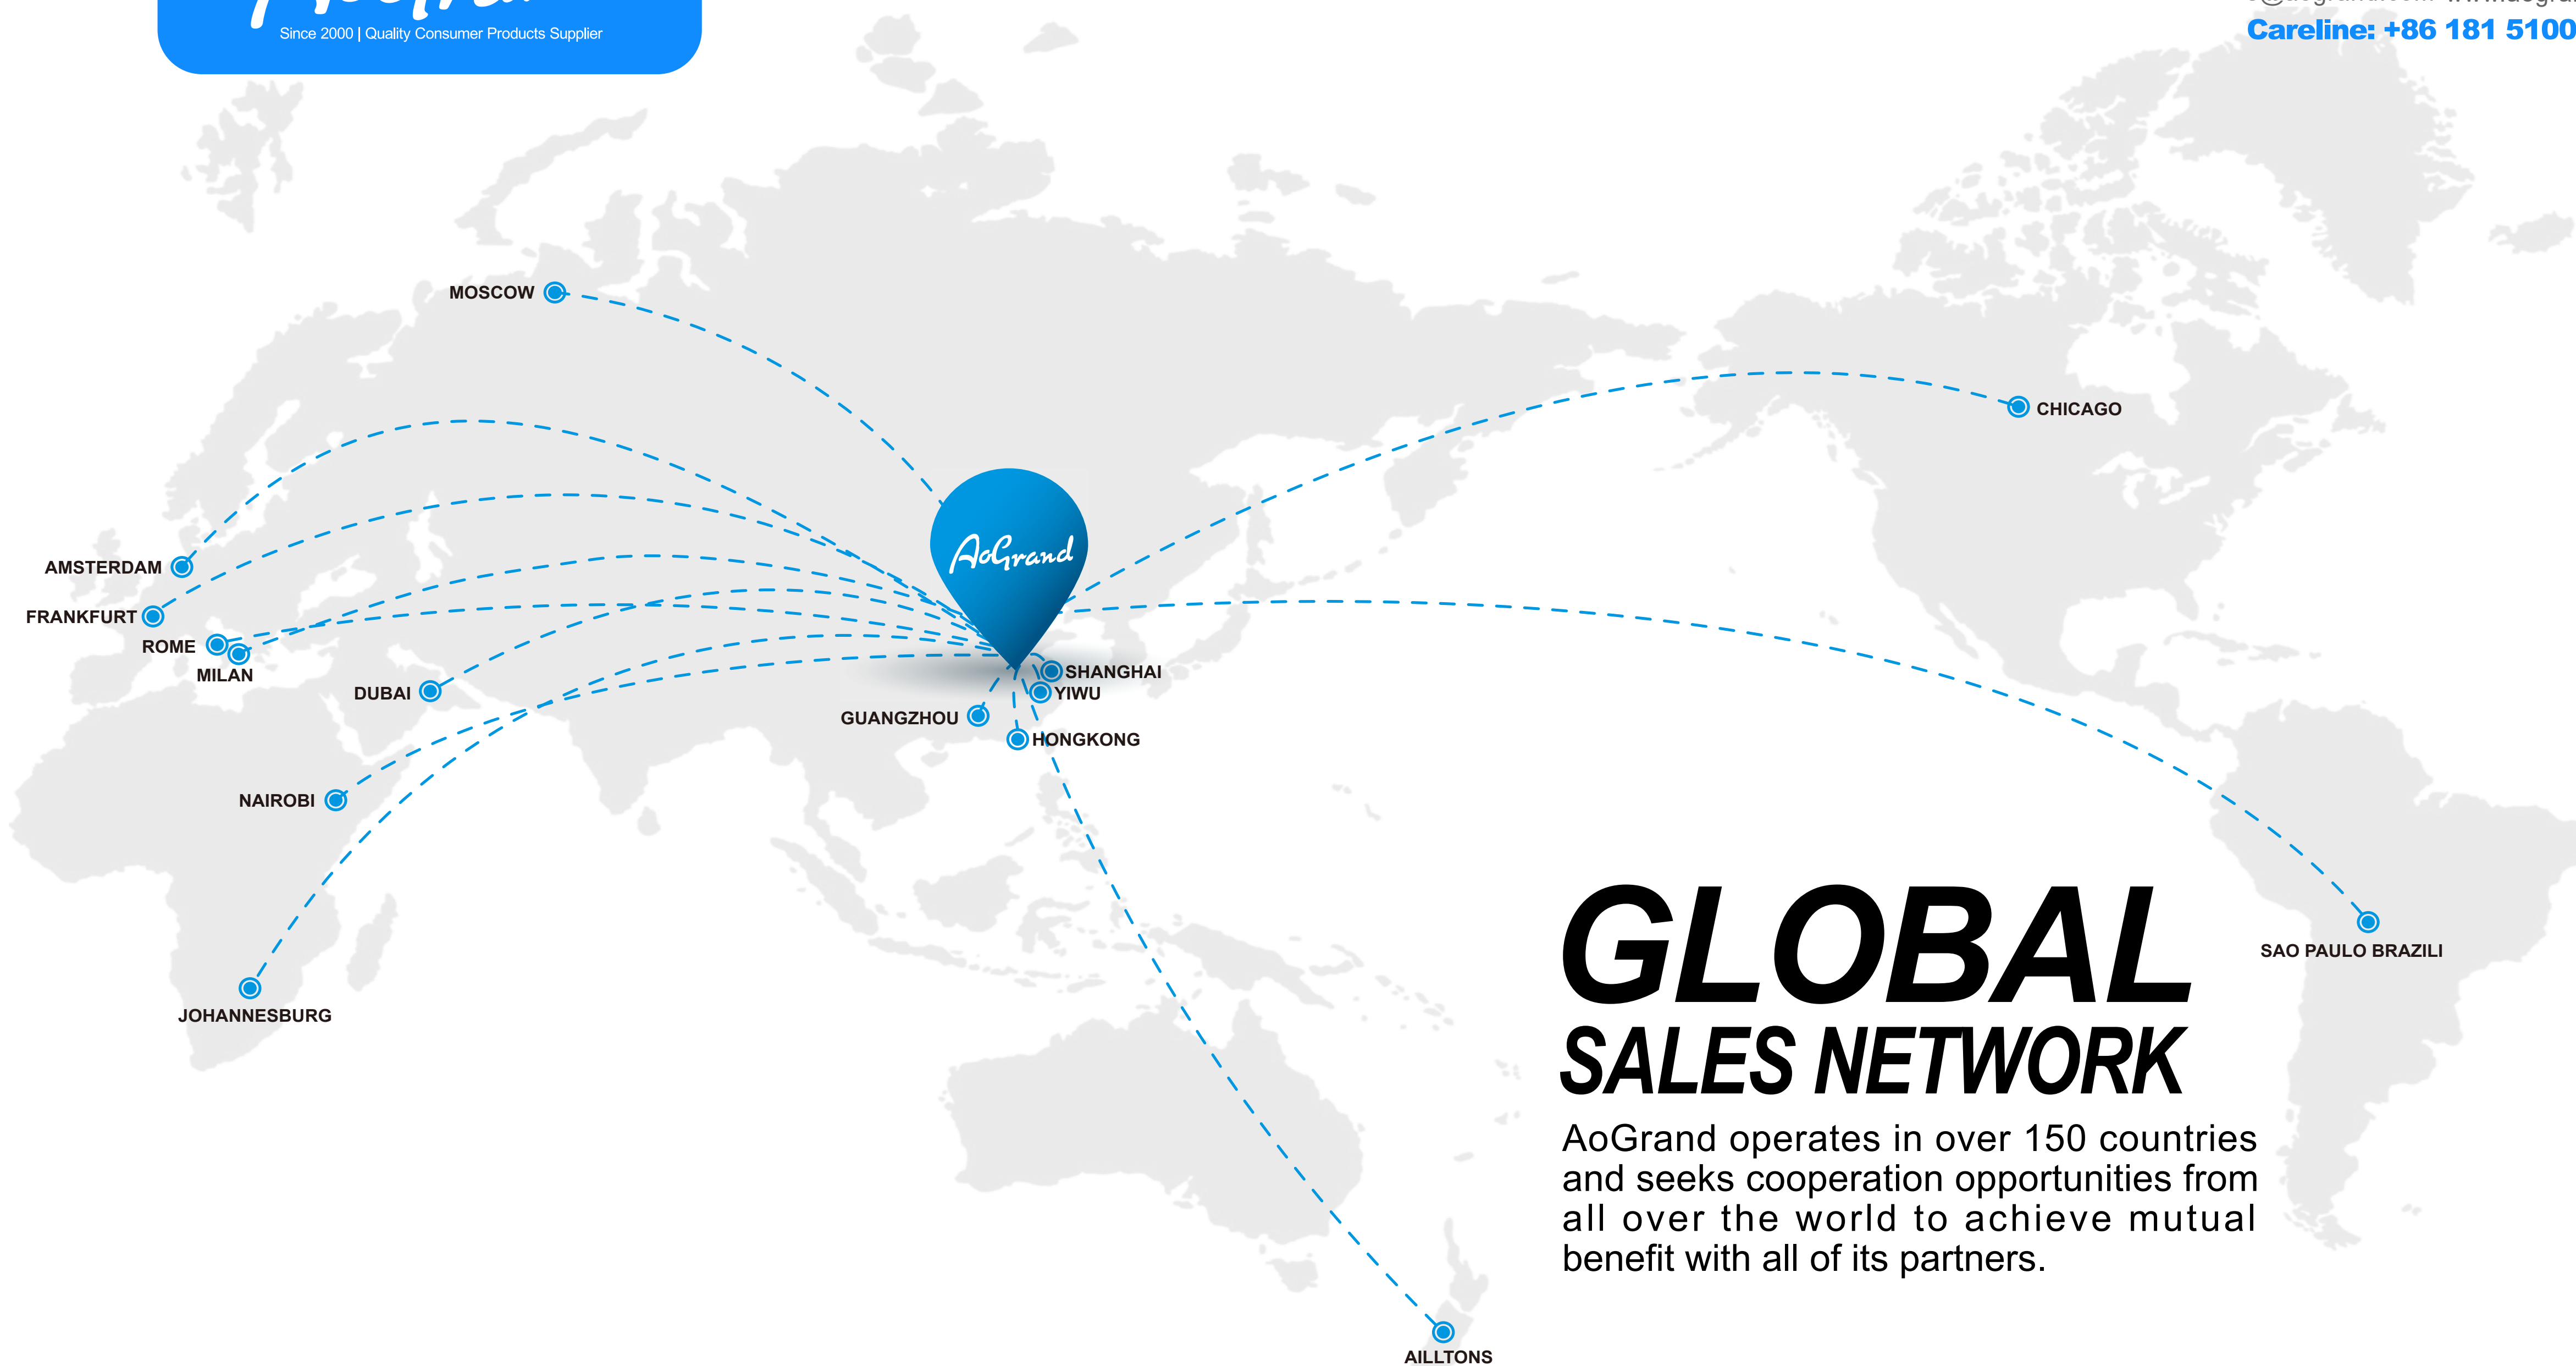 Since 2000 | Quality Consumer Products Supplier
Careline: +86 181 5100
MOSCOW
CHICAGO
AoGrand
AMSTERDAM
FRANKFURT
ROME
MILAN
DUBAI
SHANGHAI
YIWU
GUANGZHOU
HONGKONG
NAIROBI
JOHANNESBURG
SAO PAULO BRAZILI
GLOBAL
SALES NETWORK
AoGrand operates in over 150 countries
and seeks cooperation opportunities from
all over the world to achieve mutual
benefit with all of its partners.
AILLTONS